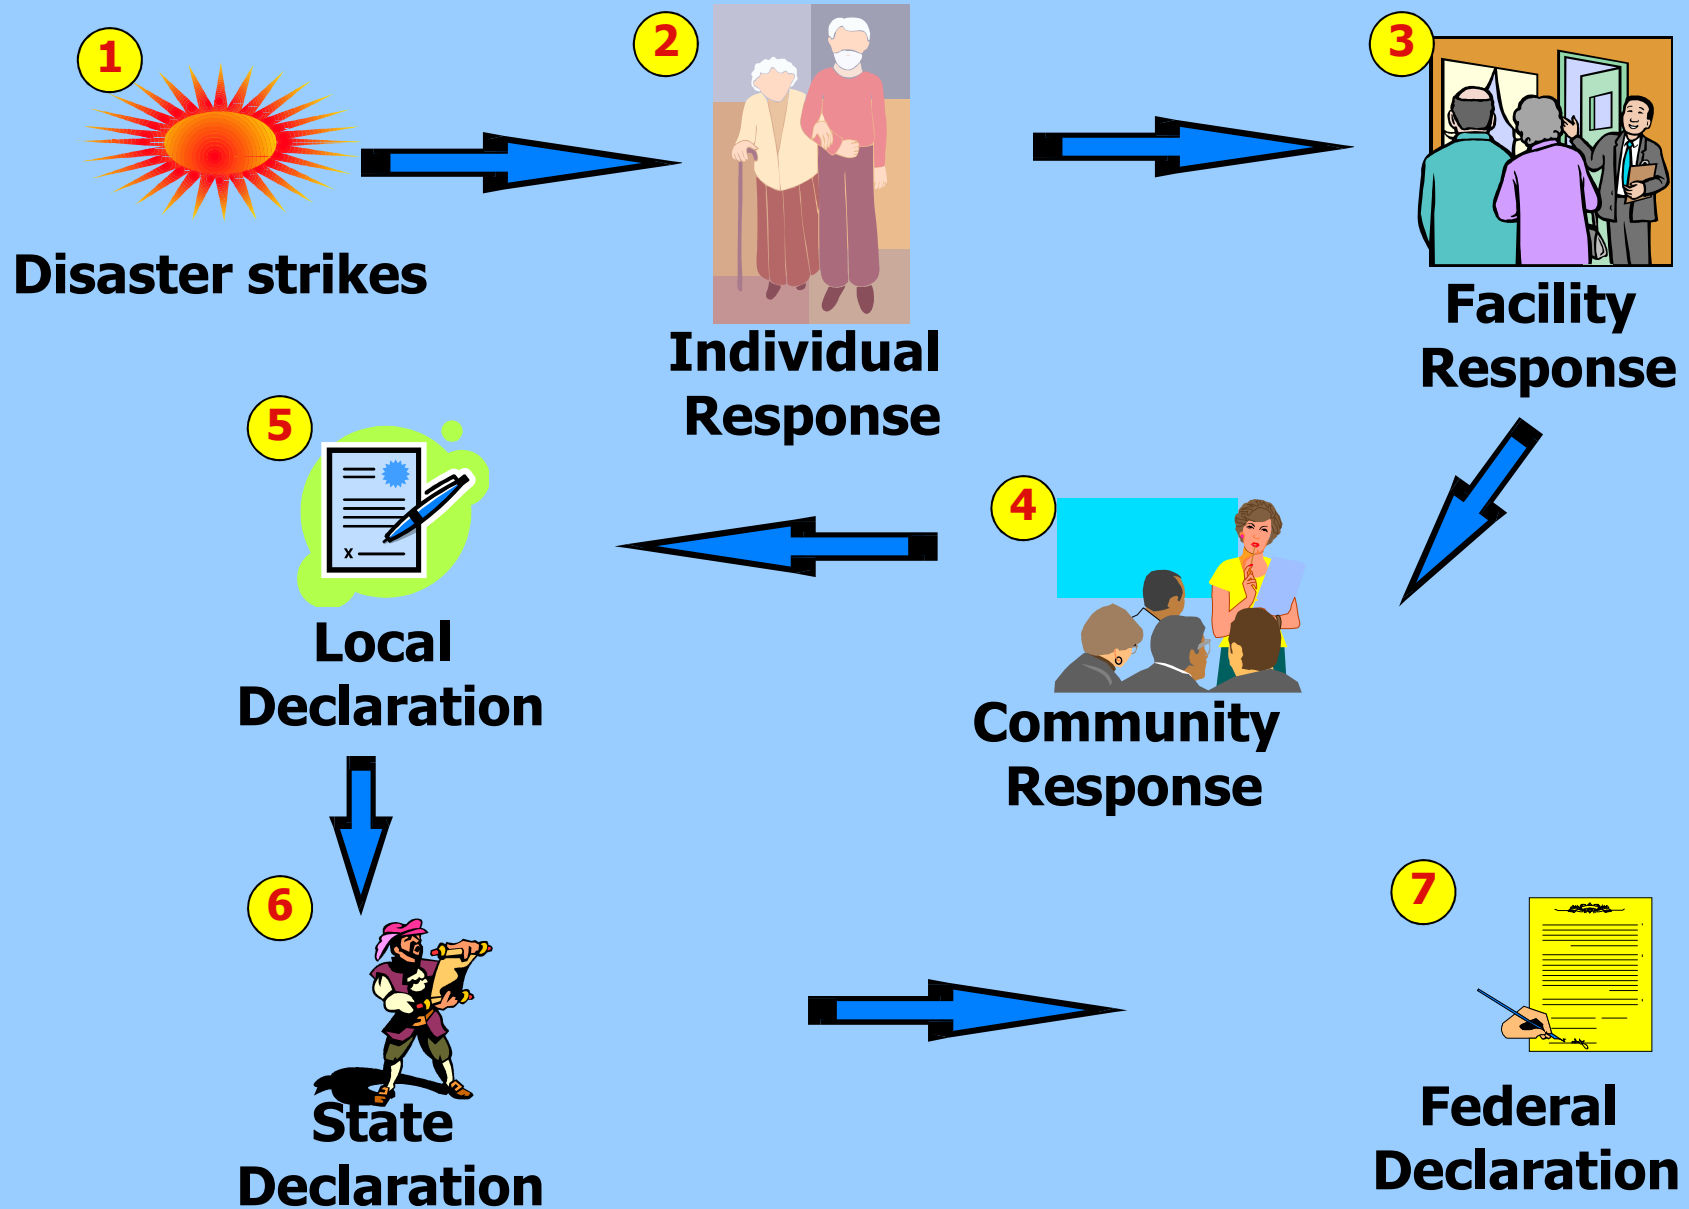 1
Disaster strikes
2
Individual
Response
3
Facility
Response
4
Community
Response
5
x
Local
Declaration
6
State
Declaration
7
Federal
Declaration